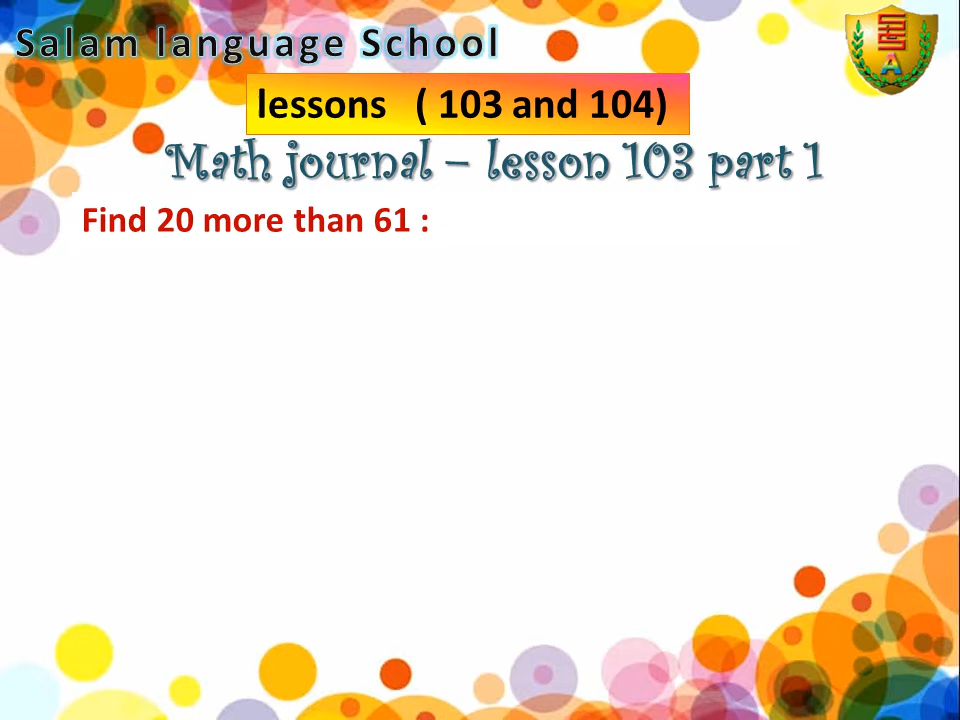 Salam language School
lessons ( 103 and 104)
Math journal – lesson 103 part 1
Find 20 more than 61 :